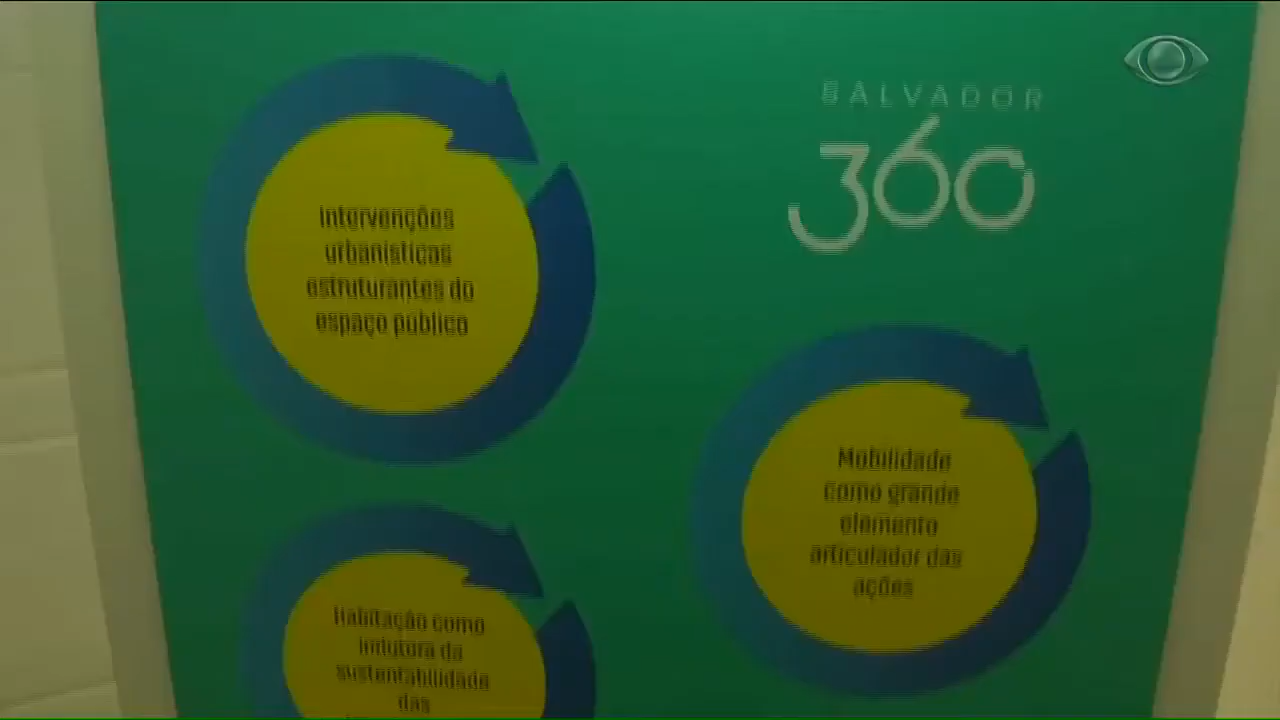 SALVADOR
360
Intervenções
urbanísticas
estruturantes do
espaço público
Mobilidade
como grande
elemento
articulador das
ações
Habitação como
indutora da
sustentabilidade
das